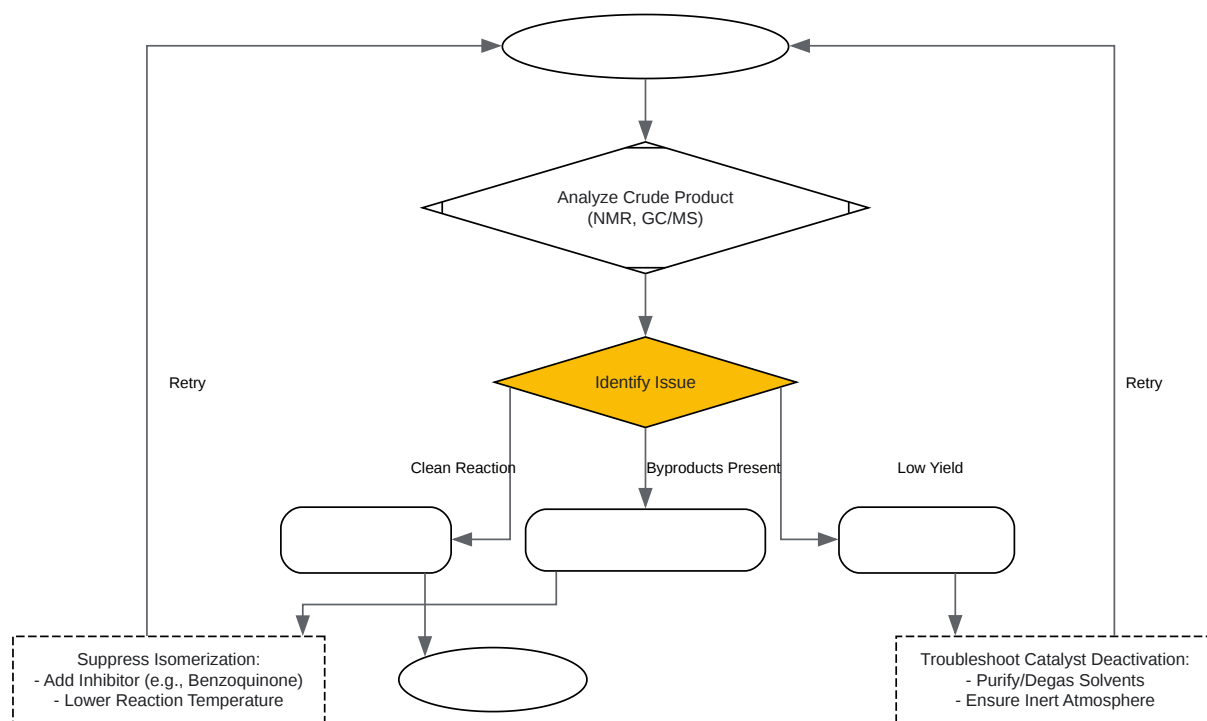 Analyze Crude Product
(NMR, GC/MS)
Identify Issue
Retry
Retry
Clean Reaction
Byproducts Present
Low Yield
Suppress Isomerization:
- Add Inhibitor (e.g., Benzoquinone)
- Lower Reaction Temperature
Troubleshoot Catalyst Deactivation:
- Purify/Degas Solvents
- Ensure Inert Atmosphere